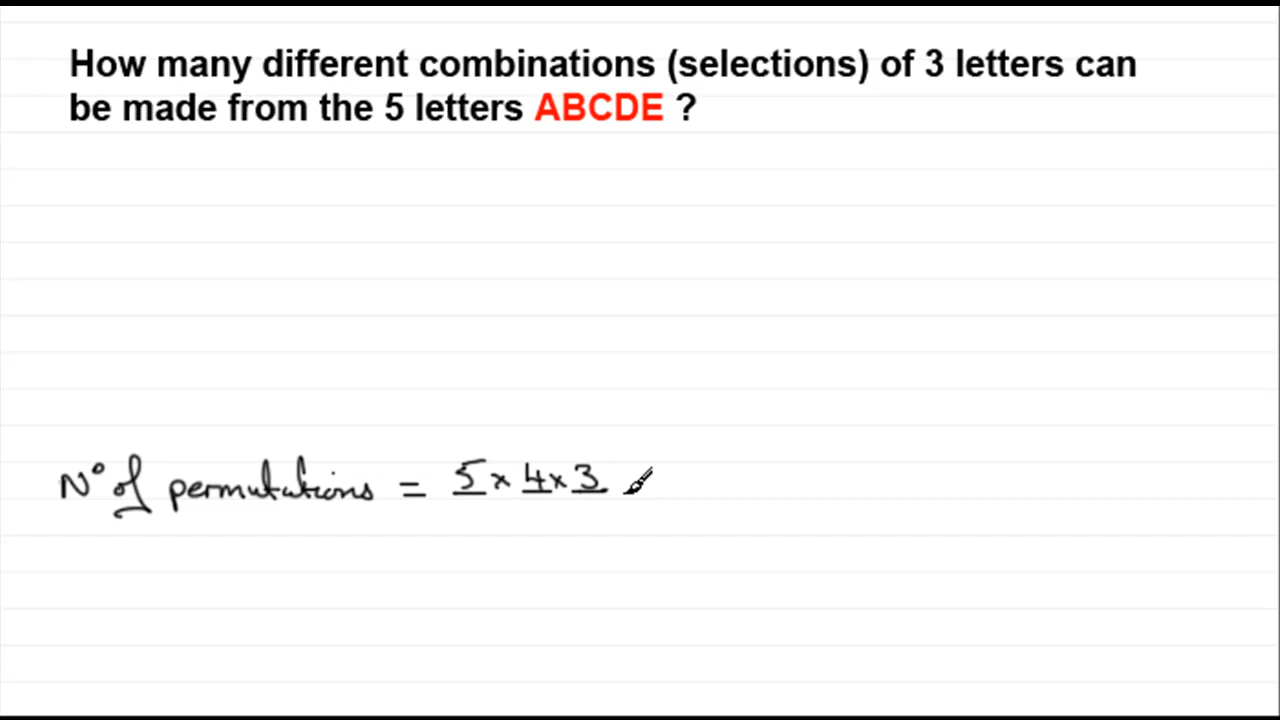 How many different combinations (selections) of 3 letters can
be made from the 5 letters ABCDE ?
Nº of permutations = 5 × 4 × 3